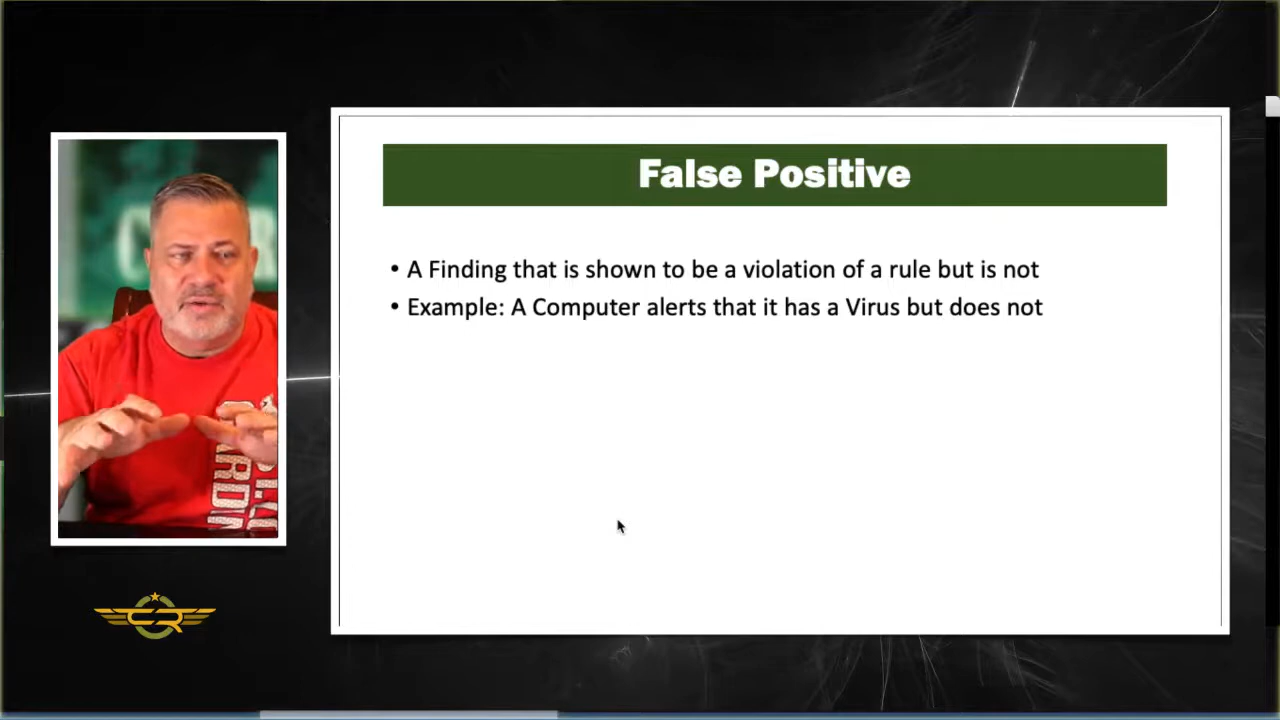 False Positive
• A Finding that is shown to be a violation of a rule but is not
• Example: A Computer alerts that it has a Virus but does not
CR